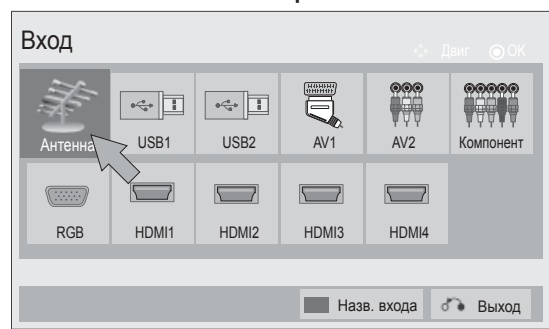 Вход
Двиг OK
Антенна USB1 USB2 AV1 AV2 Компонент
RGB HDMI1 HDMI2 HDMI3 HDMI4
Назв. входа Выход